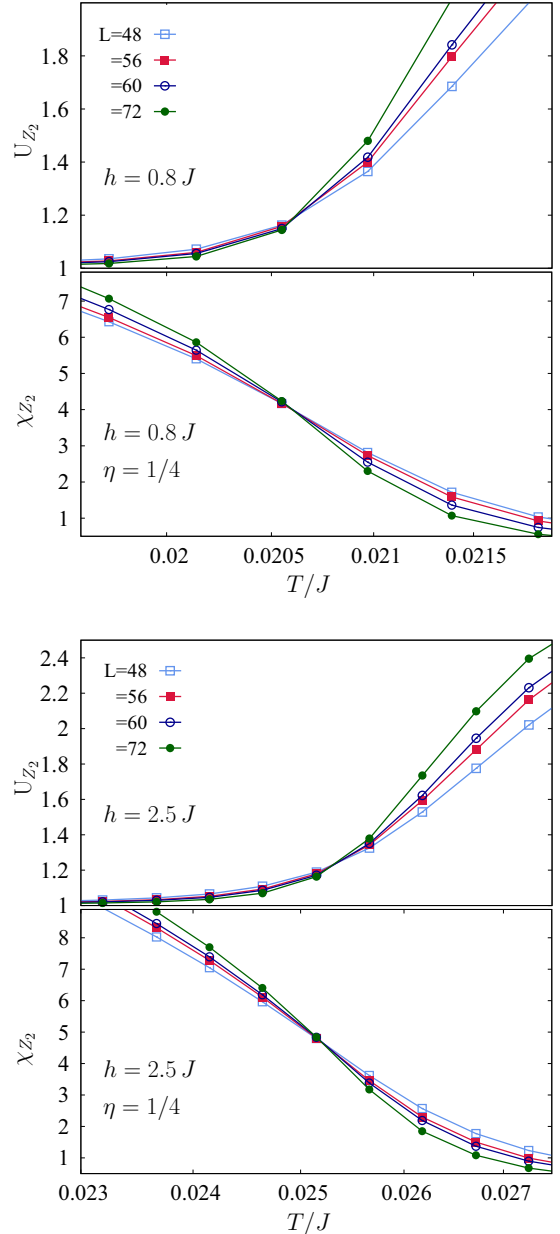 L=48
=56
=60
=72
1.8
1.6
1.4
1.2
1
U_{Z_2}
h = 0.8 J
7
6
5
4
3
2
1
χ_{Z_2}
h = 0.8 J
η = 1/4
0.02 0.0205 0.021 0.0215
T/J
L=48
=56
=60
=72
2.4
2.2
2
1.8
1.6
1.4
1.2
1
U_{Z_2}
h = 2.5 J
8
7
6
5
4
3
2
1
χ_{Z_2}
h = 2.5 J
η = 1/4
0.023 0.024 0.025 0.026 0.027
T/J